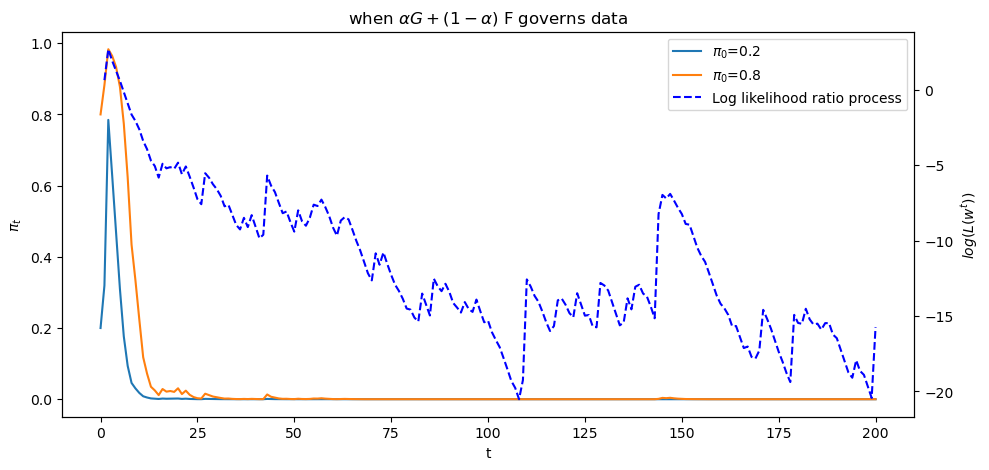 when αG + (1 − α) F governs data
π₀=0.2
π₀=0.8
Log likelihood ratio process
πₜ
1.0
0.8
0.6
0.4
0.2
0.0
0
−5
−10
−15
−20
log(L(wᵗ))
0 25 50 75 100 125 150 175 200
t